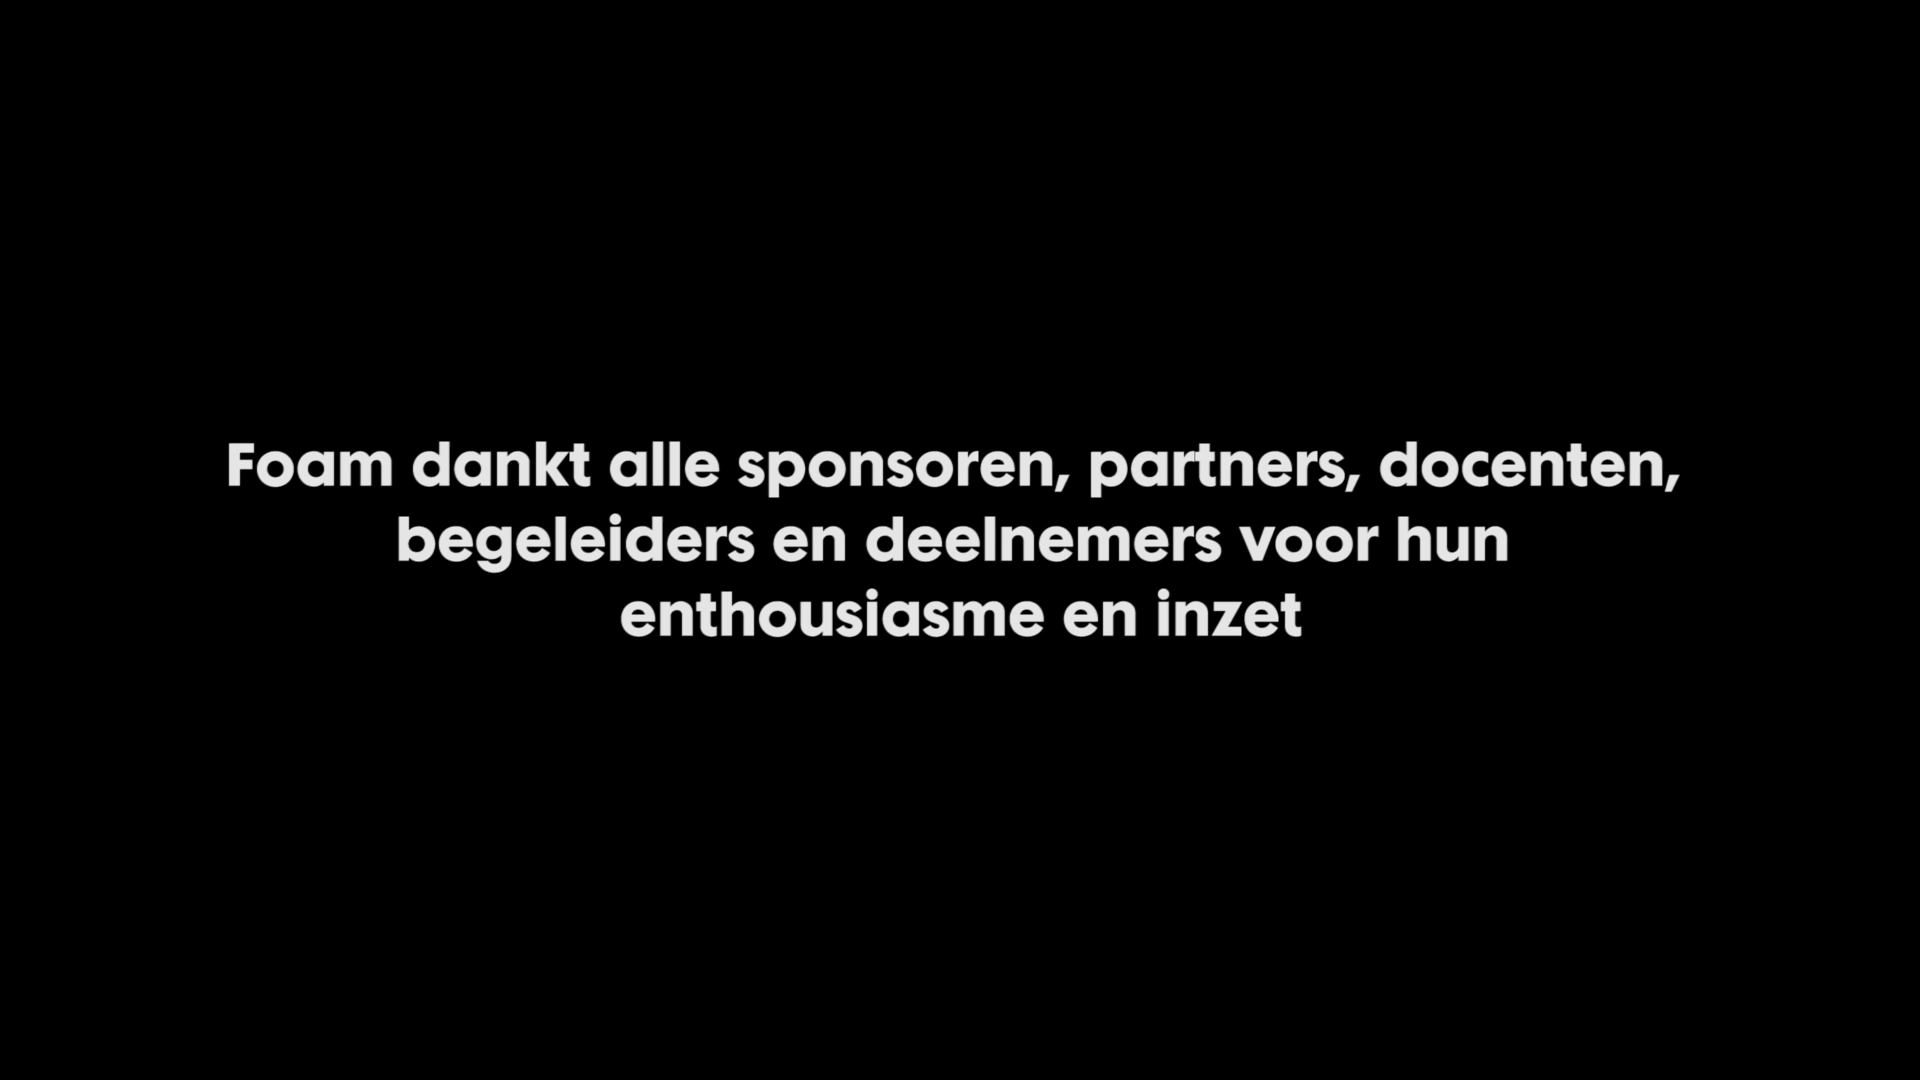 Foam dankt alle sponsoren, partners, docenten,
begeleiders en deelnemers voor hun
enthousiasme en inzet